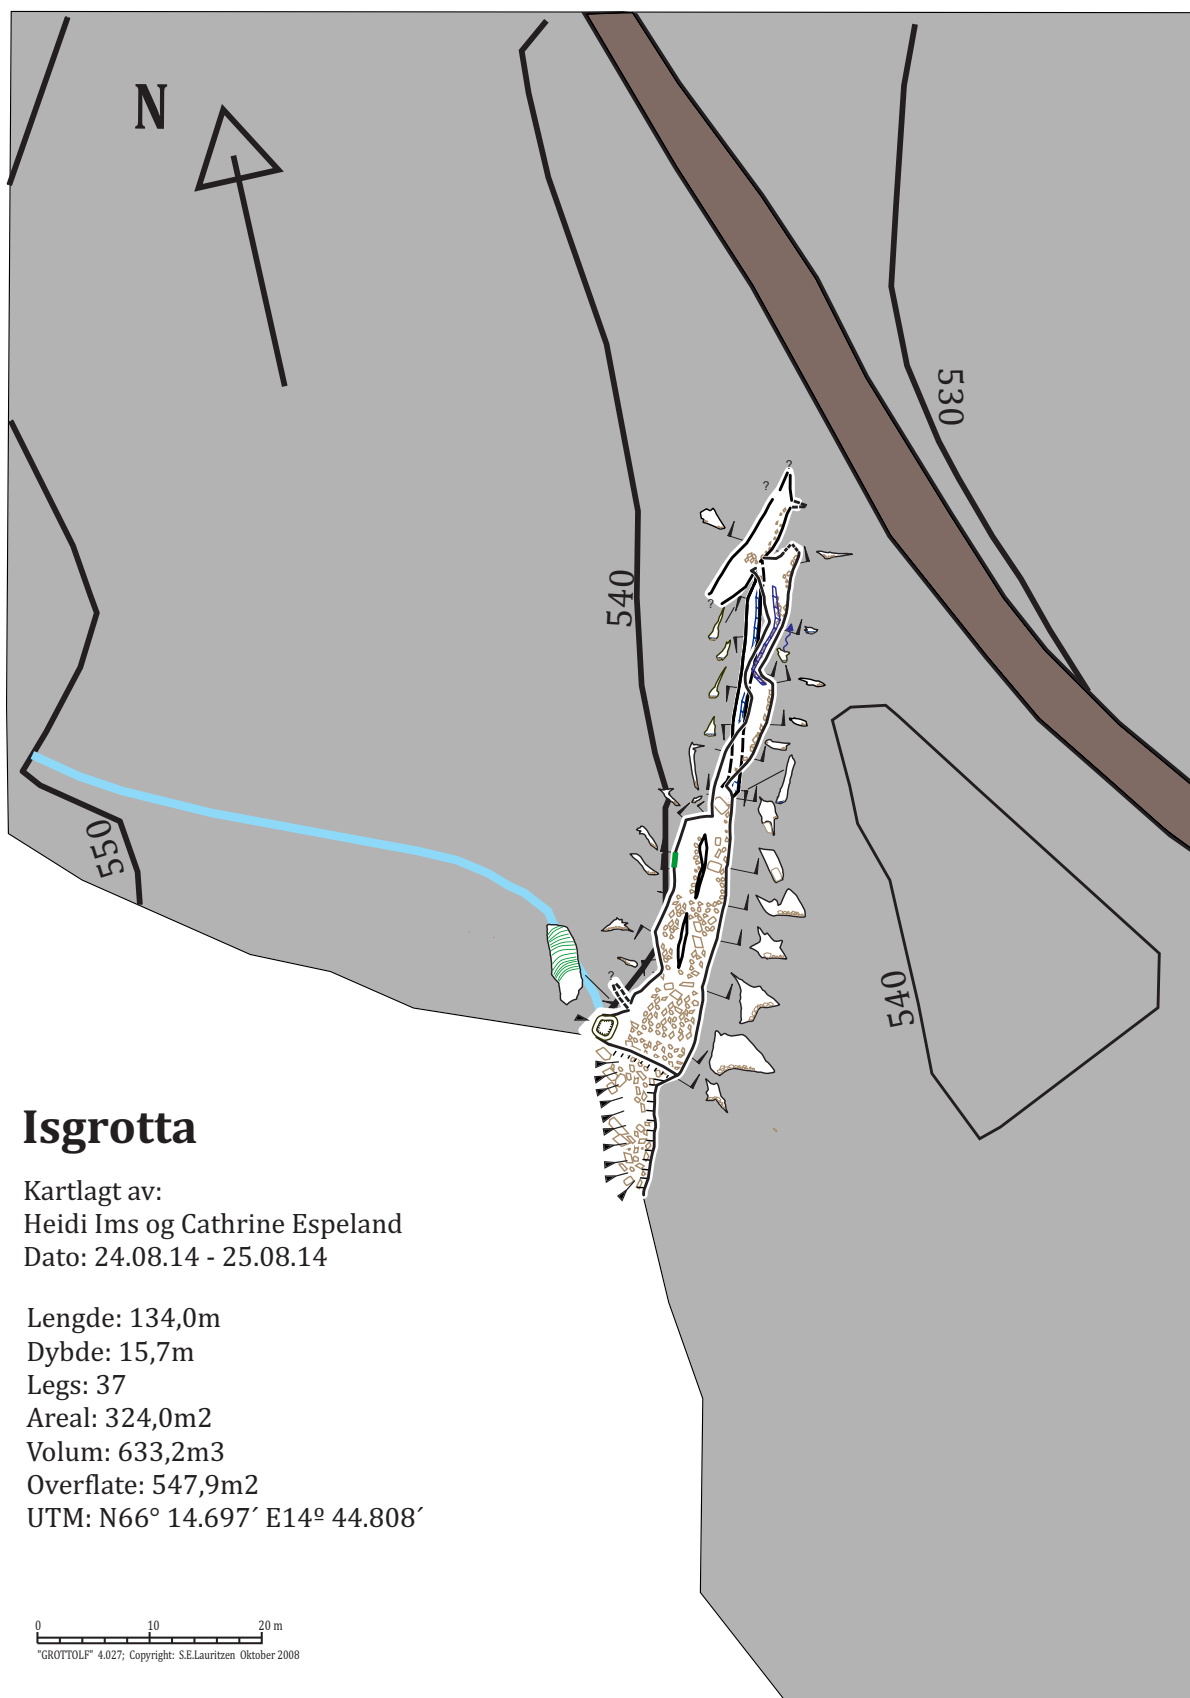 N
530
?
?
540
?
550
?
540
Isgrotta
Kartlagt av:
Heidi Ims og Cathrine Espeland
Dato: 24.08.14 - 25.08.14
Lengde: 134,0m
Dybde: 15,7m
Legs: 37
Areal: 324,0m2
Volum: 633,2m3
Overflate: 547,9m2
UTM: N66° 14.697´ E14º 44.808´
0 10 20 m
"GROTTOLF" 4.027; Copyright: S.E.Lauritzen Oktober 2008